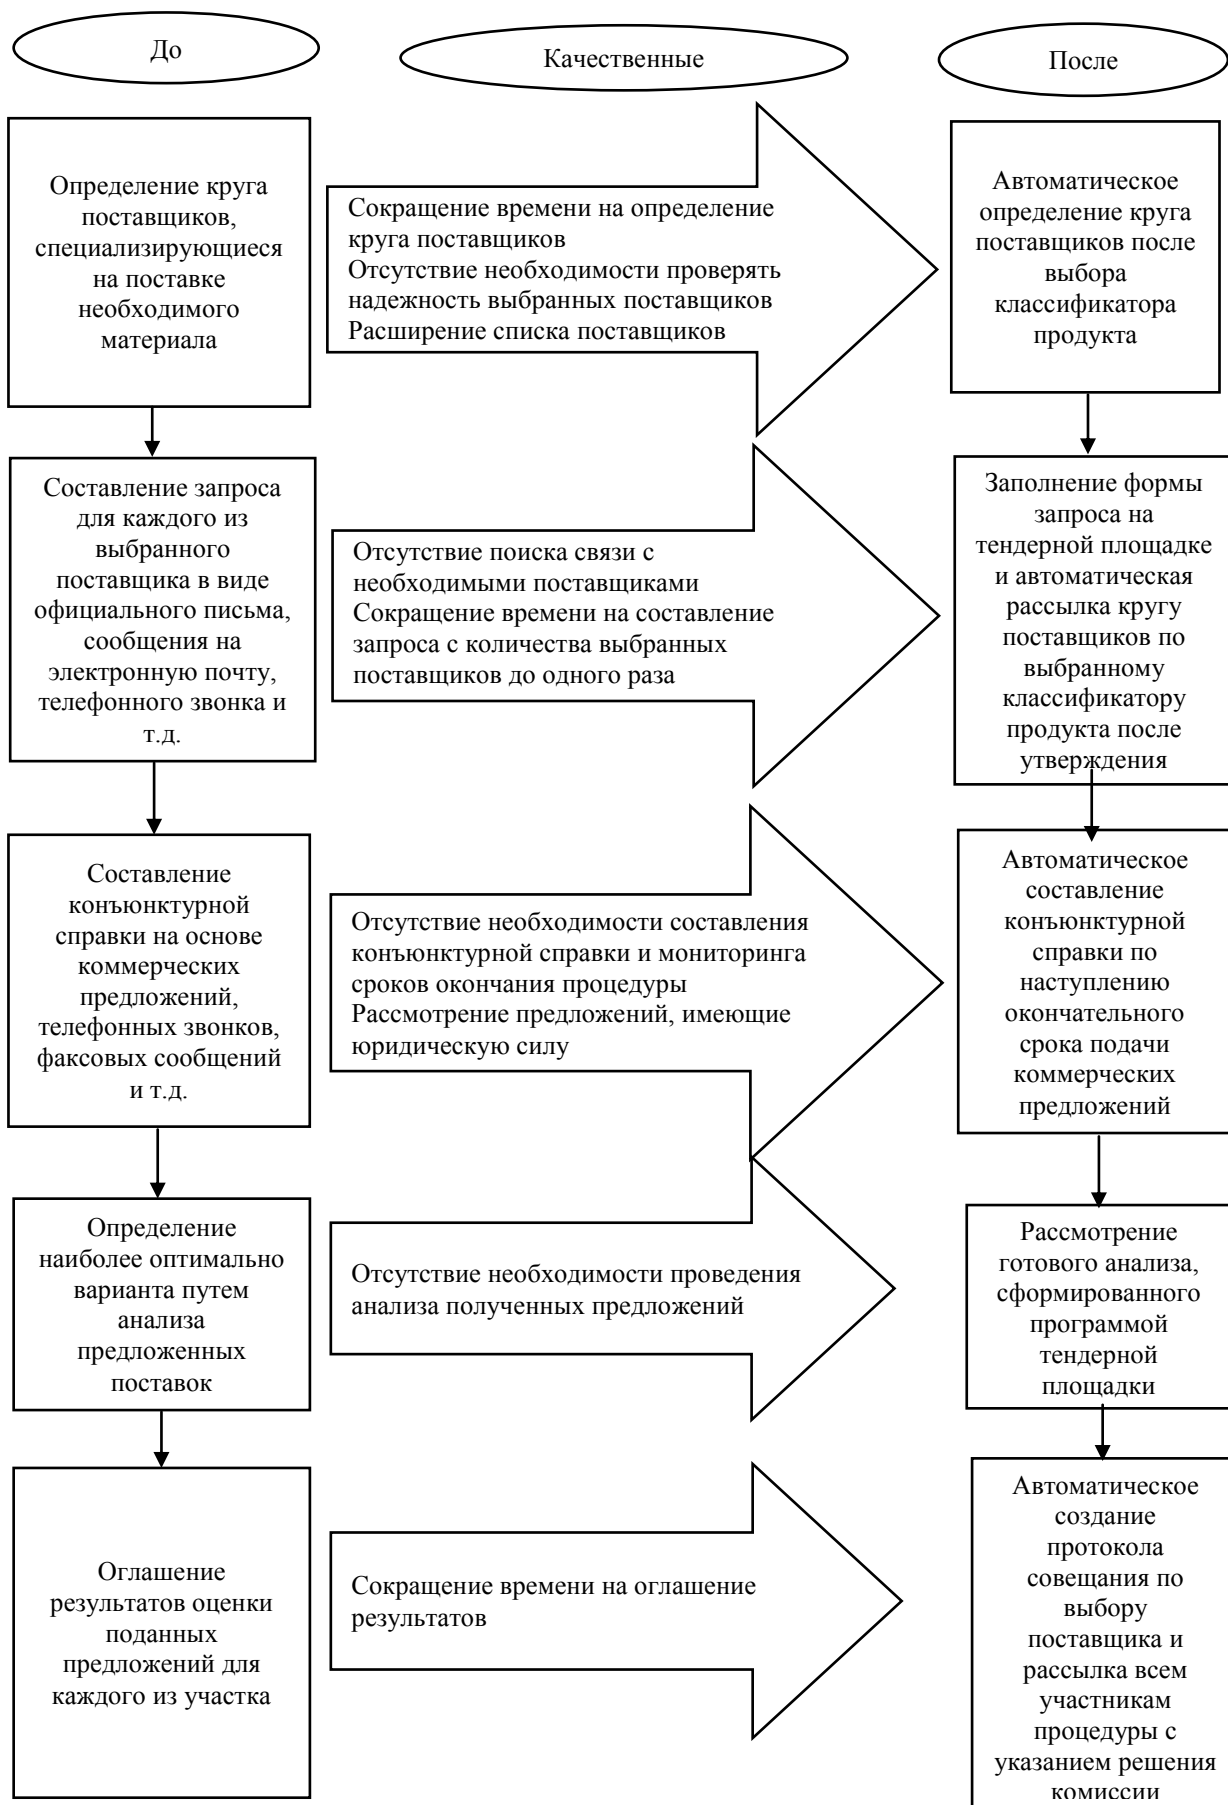 До
Качественные
После
Определение круга
поставщиков,
специализирующиеся
на поставке
необходимого
материала
Сокращение времени на определение
круга поставщиков
Отсутствие необходимости проверять
надежность выбранных поставщиков
Расширение списка поставщиков
Автоматическое
определение круга
поставщиков после
выбора
классификатора
продукта
Составление запроса
для каждого из
выбранного
поставщика в виде
официального письма,
сообщения на
электронную почту,
телефонного звонка и
т.д.
Отсутствие поиска связи с
необходимыми поставщиками
Сокращение времени на составление
запроса с количества выбранных
поставщиков до одного раза
Заполнение формы
запроса на
тендерной площадке
и автоматическая
рассылка кругу
поставщиков по
выбранному
классификатору
продукта после
утверждения
Составление
конъюнктурной
справки на основе
коммерческих
предложений,
телефонных звонков,
факсовых сообщений
и т.д.
Отсутствие необходимости составления
конъюнктурной справки и мониторинга
сроков окончания процедуры
Рассмотрение предложений, имеющие
юридическую силу
Автоматическое
составление
конъюнктурной
справки по
наступлению
окончательного
срока подачи
коммерческих
предложений
Определение
наиболее оптимально
варианта путем
анализа
предложенных
поставок
Отсутствие необходимости проведения
анализа полученных предложений
Рассмотрение
готового анализа,
сформированного
программой
тендерной
площадки
Оглашение
результатов оценки
поданных
предложений для
каждого из участка
Сокращение времени на оглашение
результатов
Автоматическое
создание
протокола
совещания по
выбору
поставщика и
рассылка всем
участникам
процедуры с
указанием решения
комиссии